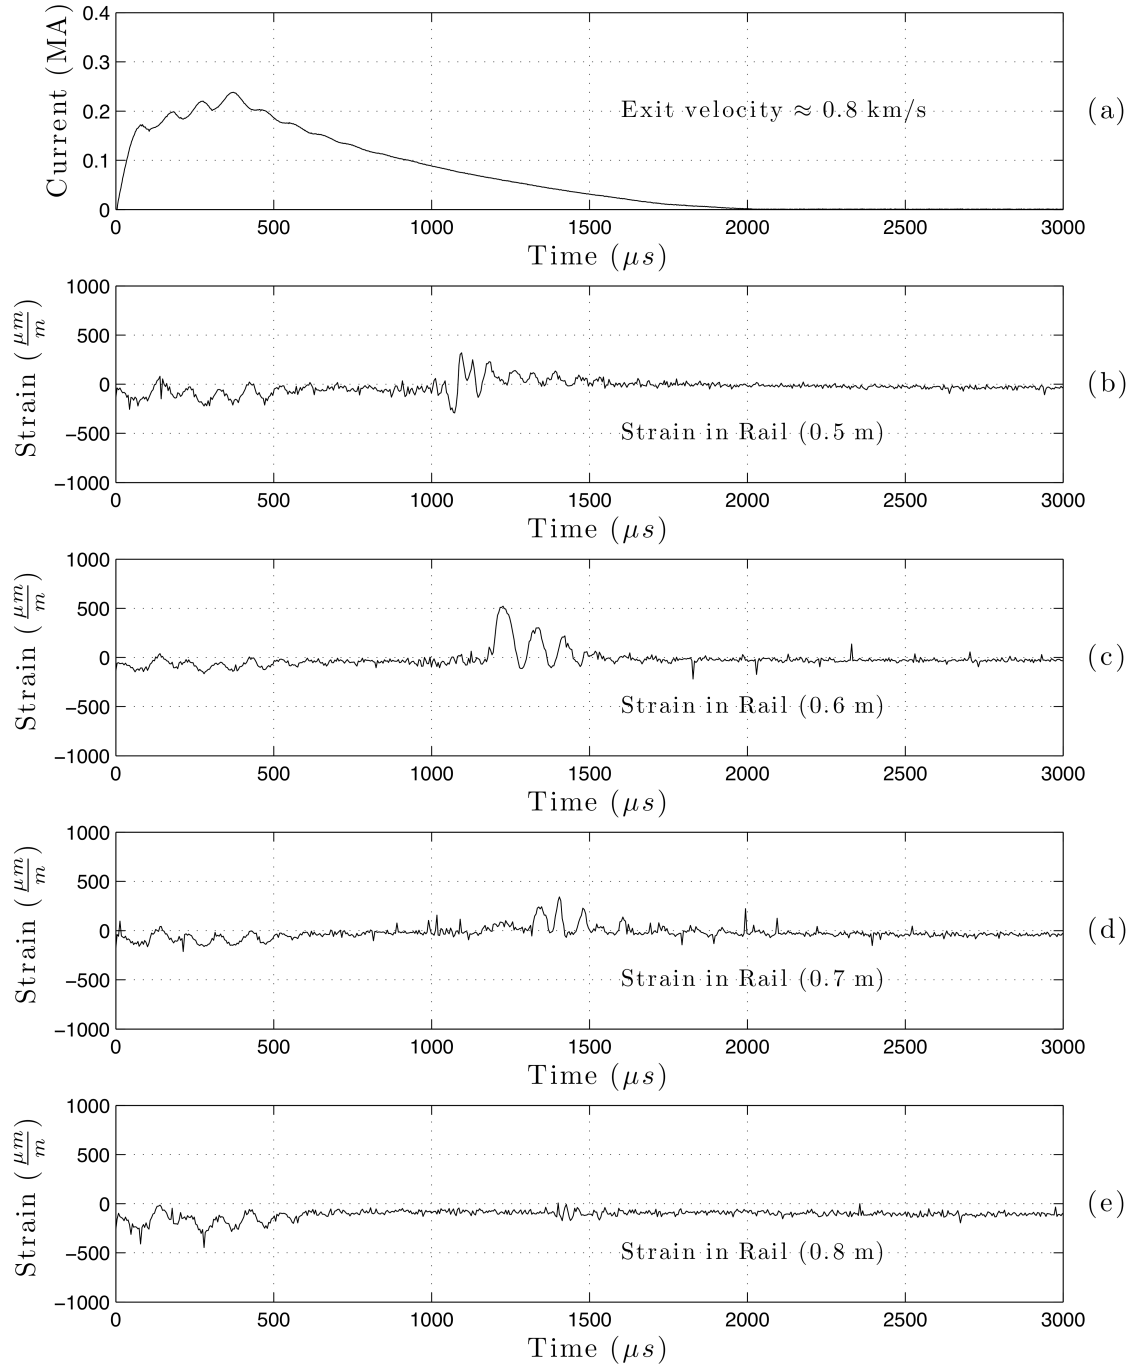 0.4
0.3
0.2
0.1
0
Current (MA)
Exit velocity ≈ 0.8 km/s
(a)
0 500 1000 1500 2000 2500 3000
Time (μs)
1000
500
0
−500
−1000
Strain (μm/m)
Strain in Rail (0.5 m)
(b)
0 500 1000 1500 2000 2500 3000
Time (μs)
1000
500
0
−500
−1000
Strain (μm/m)
Strain in Rail (0.6 m)
(c)
0 500 1000 1500 2000 2500 3000
Time (μs)
1000
500
0
−500
−1000
Strain (μm/m)
Strain in Rail (0.7 m)
(d)
0 500 1000 1500 2000 2500 3000
Time (μs)
1000
500
0
−500
−1000
Strain (μm/m)
Strain in Rail (0.8 m)
(e)
0 500 1000 1500 2000 2500 3000
Time (μs)